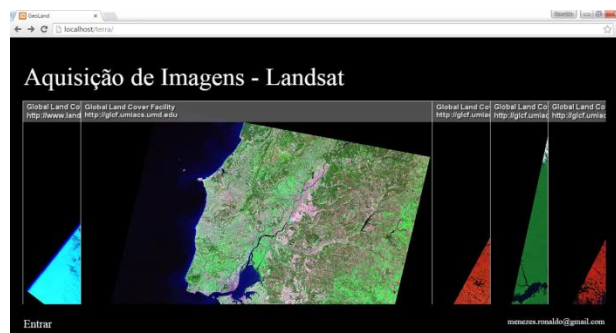 GeoLand
localhost/terra/
Aquisição de Imagens - Landsat
Global Land Co
http://www.land
Global Land Cover Facility
http://glcf.umiacs.umd.edu
Global Land Co
http://glcf.umiac
Global Land Co
http://glcf.umiac
Global Land Co
http://glcf.umiac
Entrar
menezes.ronaldo@gmail.com